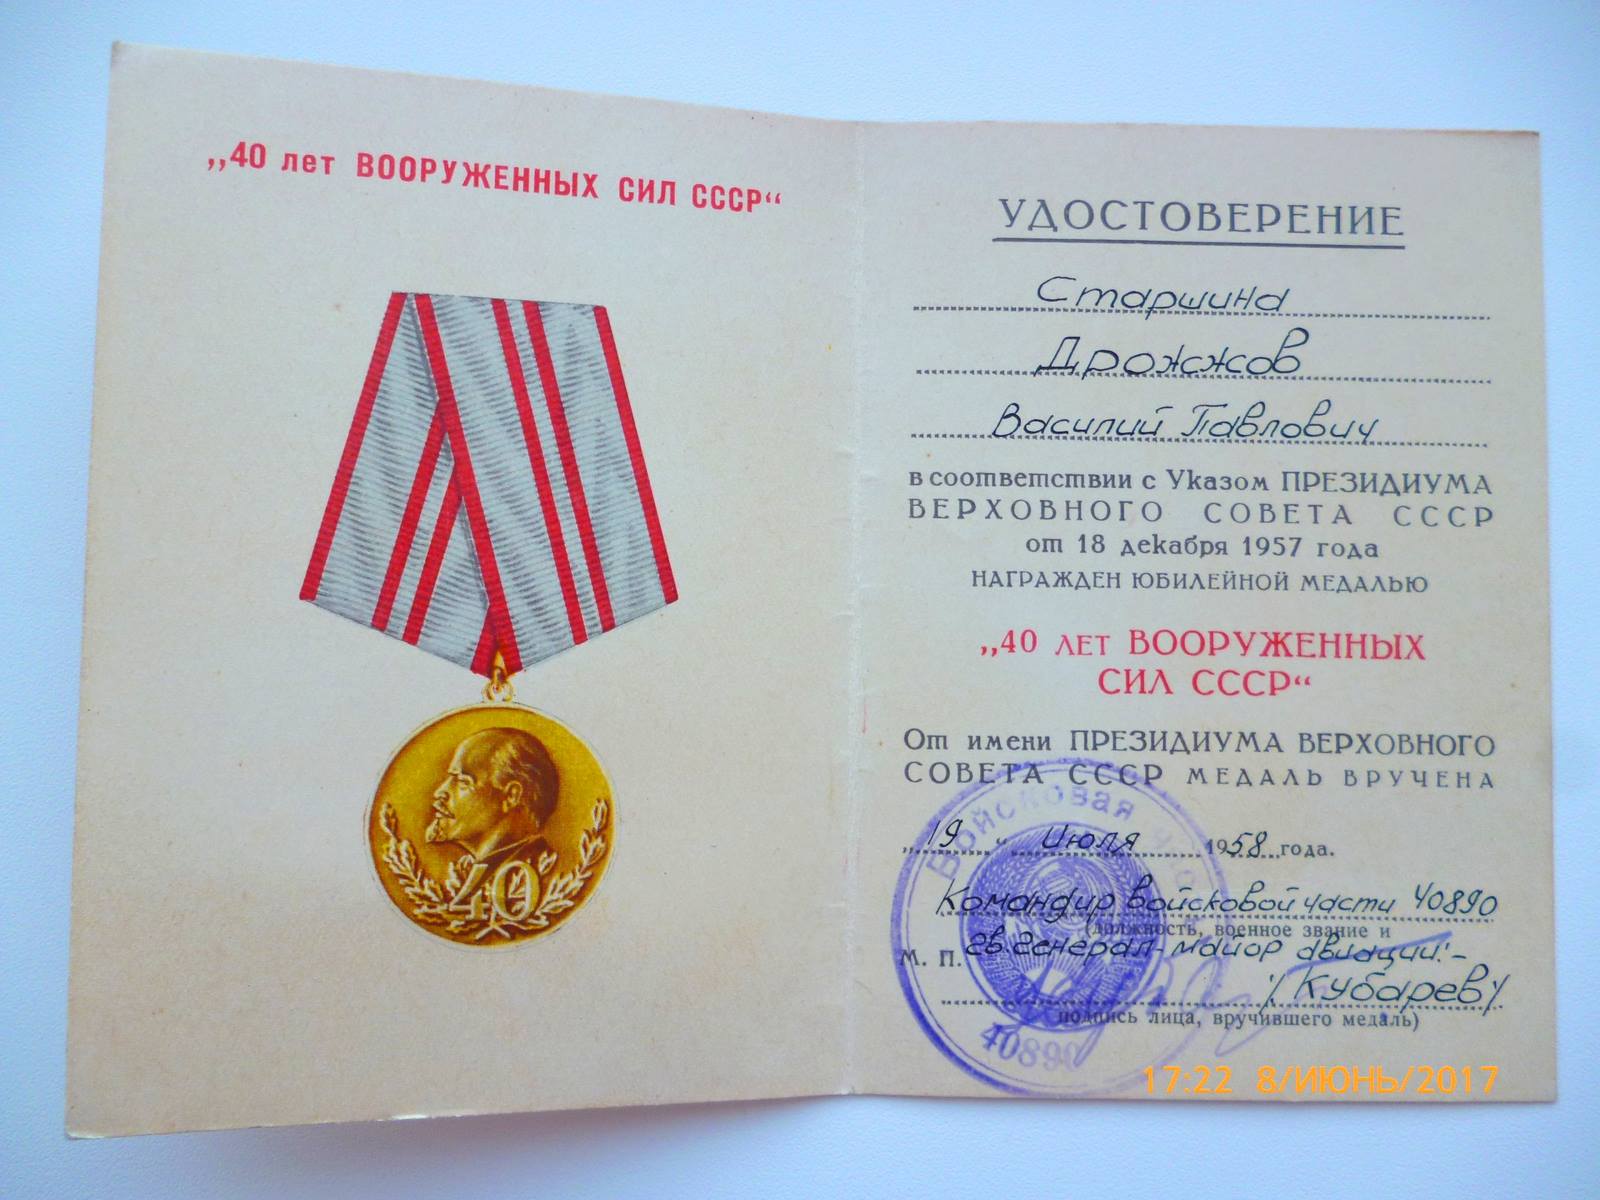 „40 лет ВООРУЖЕННЫХ СИЛ СССР“
40
УДОСТОВЕРЕНИЕ
Старшина
Дрожжов
Василий Павлович
в соответствии с Указом ПРЕЗИДИУМА
ВЕРХОВНОГО СОВЕТА СССР
от 18 декабря 1957 года
НАГРАЖДЕН ЮБИЛЕЙНОЙ МЕДАЛЬЮ
„40 ЛЕТ ВООРУЖЕННЫХ
СИЛ СССР“
От имени ПРЕЗИДИУМА ВЕРХОВНОГО
СОВЕТА СССР МЕДАЛЬ ВРУЧЕНА
„19“ июля 1958 года.
Командир войсковой части 40890
(должность, военное звание и
М. П. гв. генерал-майор авиации:-
/Кубарев/
подпись лица, вручившего медаль)
Войсковая часть
40890
17:22 8/ИЮНЬ/2017